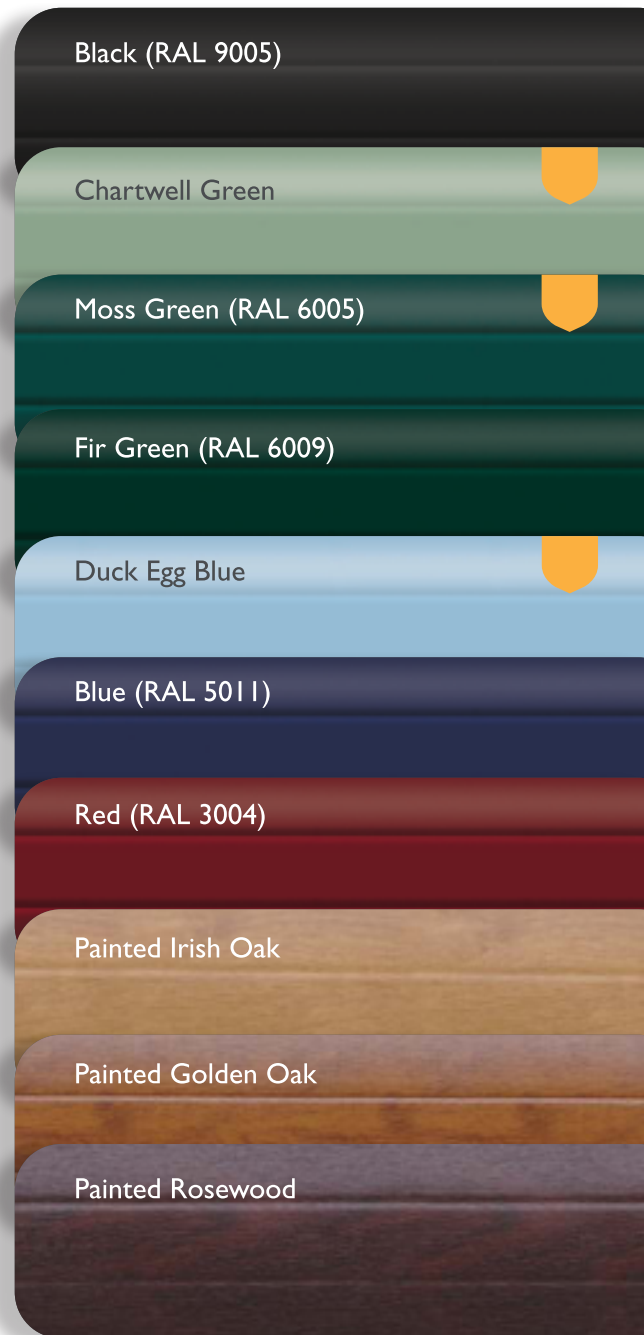 Black (RAL 9005)
Chartwell Green
Moss Green (RAL 6005)
Fir Green (RAL 6009)
Duck Egg Blue
Blue (RAL 5011)
Red (RAL 3004)
Painted Irish Oak
Painted Golden Oak
Painted Rosewood